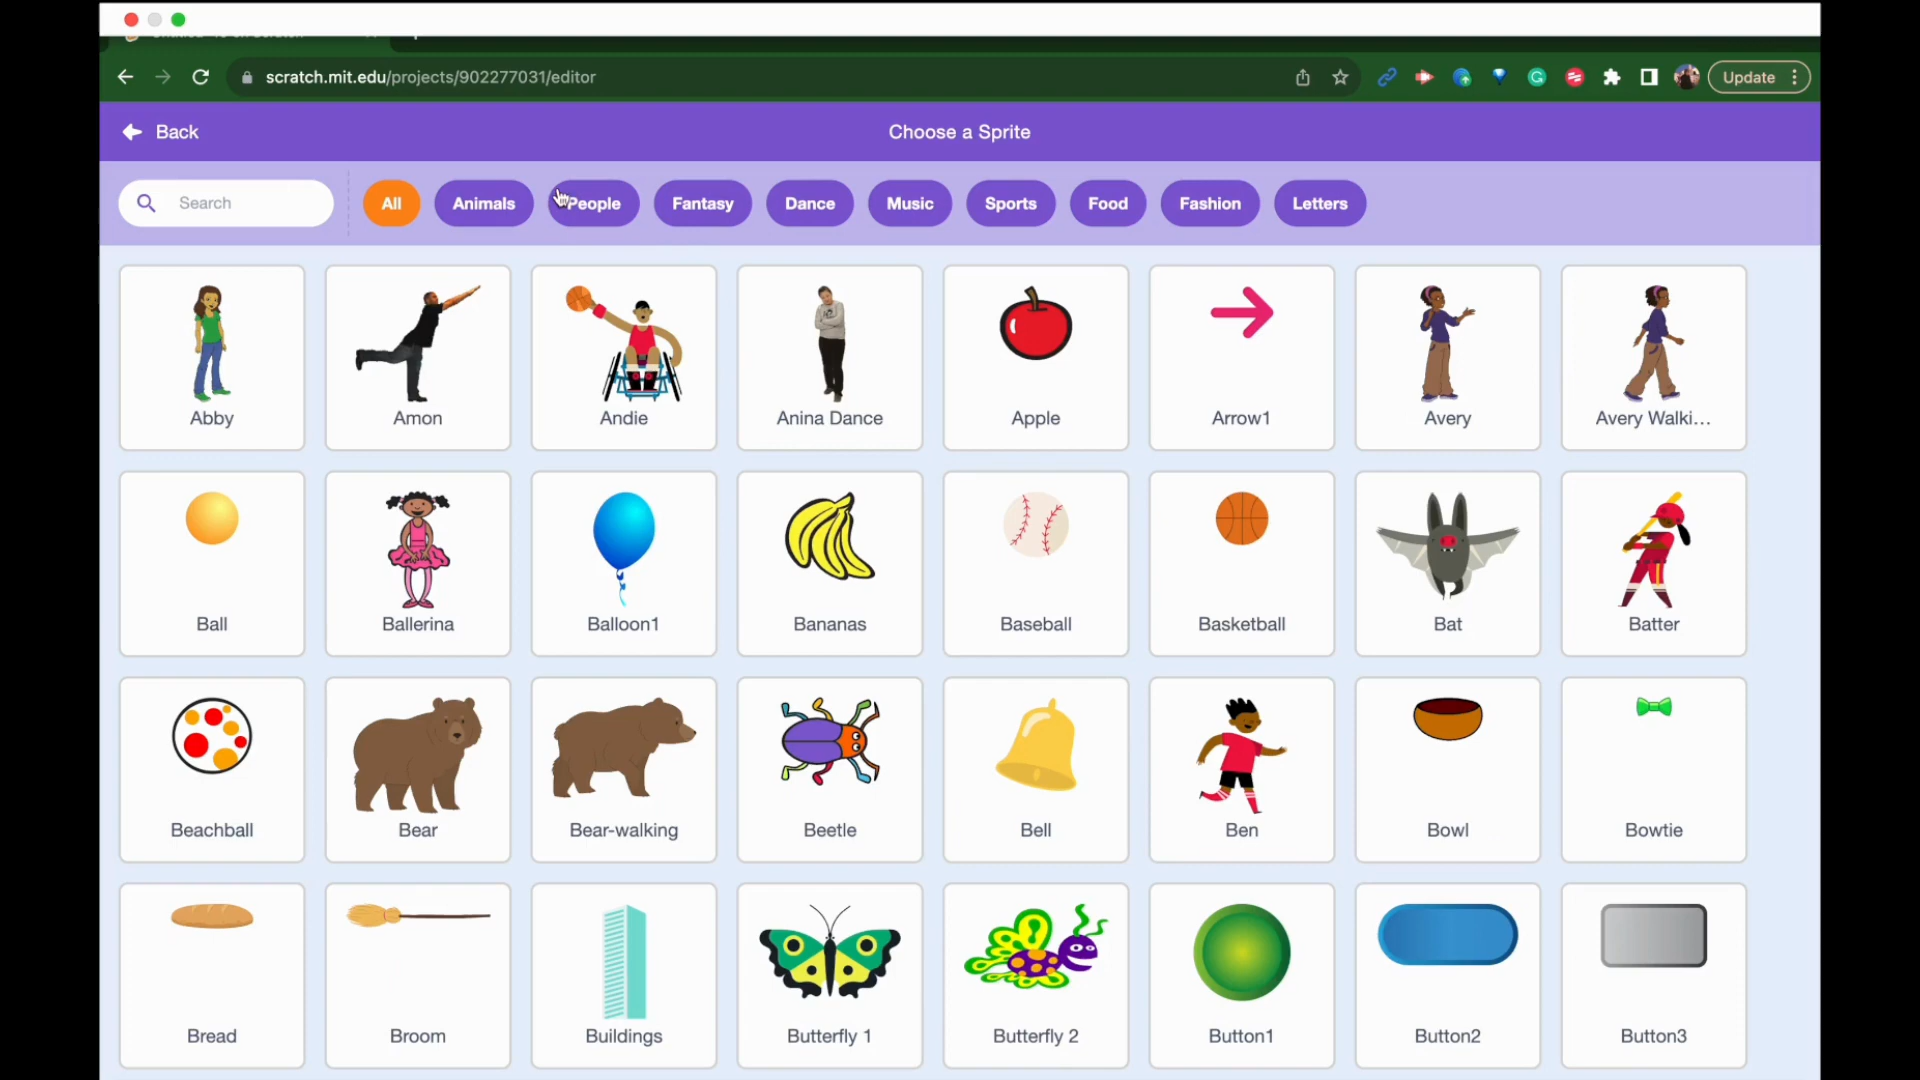 scratch.mit.edu/projects/902277031/editor
Update
Back
Choose a Sprite
Search
All
Animals
People
Fantasy
Dance
Music
Sports
Food
Fashion
Letters
Abby
Amon
Andie
Anina Dance
Apple
Arrow1
Avery
Avery Walki...
Ball
Ballerina
Balloon1
Bananas
Baseball
Basketball
Bat
Batter
Beachball
Bear
Bear-walking
Beetle
Bell
Ben
Bowl
Bowtie
Bread
Broom
Buildings
Butterfly 1
Butterfly 2
Button1
Button2
Button3